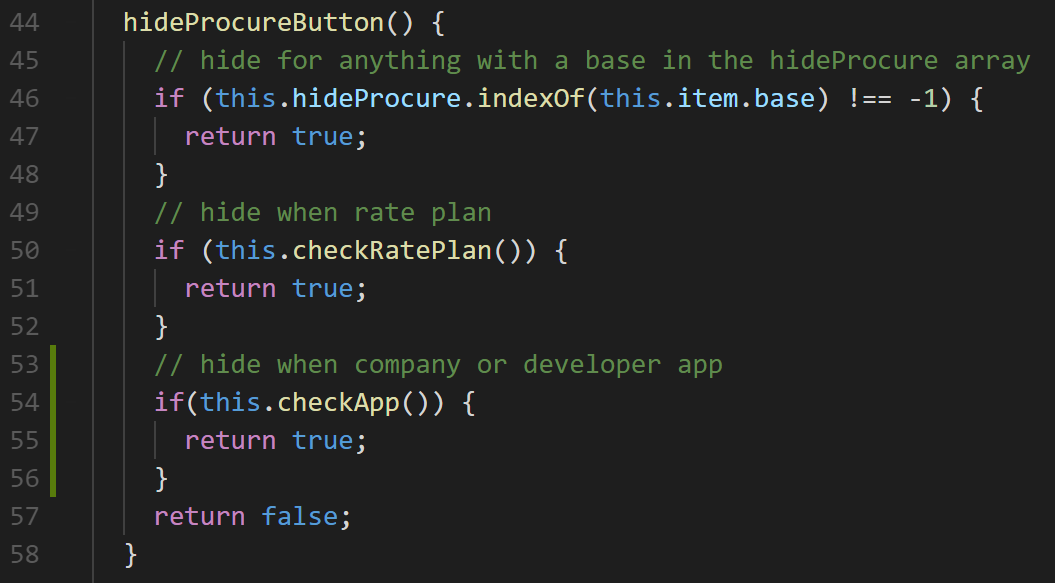 44 hideProcureButton() {
45 // hide for anything with a base in the hideProcure array
46 if (this.hideProcure.indexOf(this.item.base) !== -1) {
47 return true;
48 }
49 // hide when rate plan
50 if (this.checkRatePlan()) {
51 return true;
52 }
53 // hide when company or developer app
54 if(this.checkApp()) {
55 return true;
56 }
57 return false;
58 }